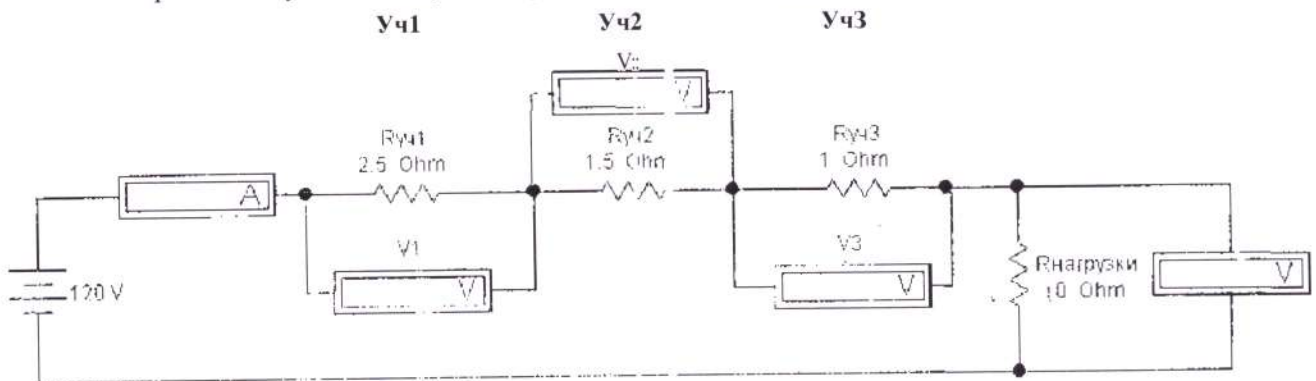 Уч1 Уч2 Уч3
V
Rуч1
2.5 Ohm
Rуч2
1.5 Ohm
Rуч3
1 Ohm
A
V1
V
V3
V
120 V
Rнагрузки
10 Ohm
V